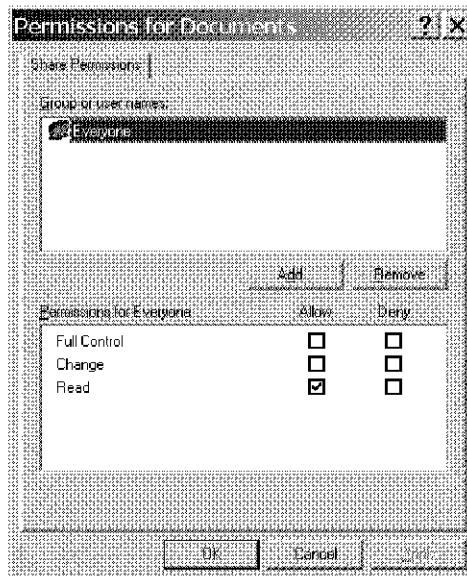 Permissions for Documents
Share Permissions
Group or user names:
Everyone
Add... Remove
Permissions for Everyone Allow Deny
Full Control
Change
Read
OK Cancel Apply